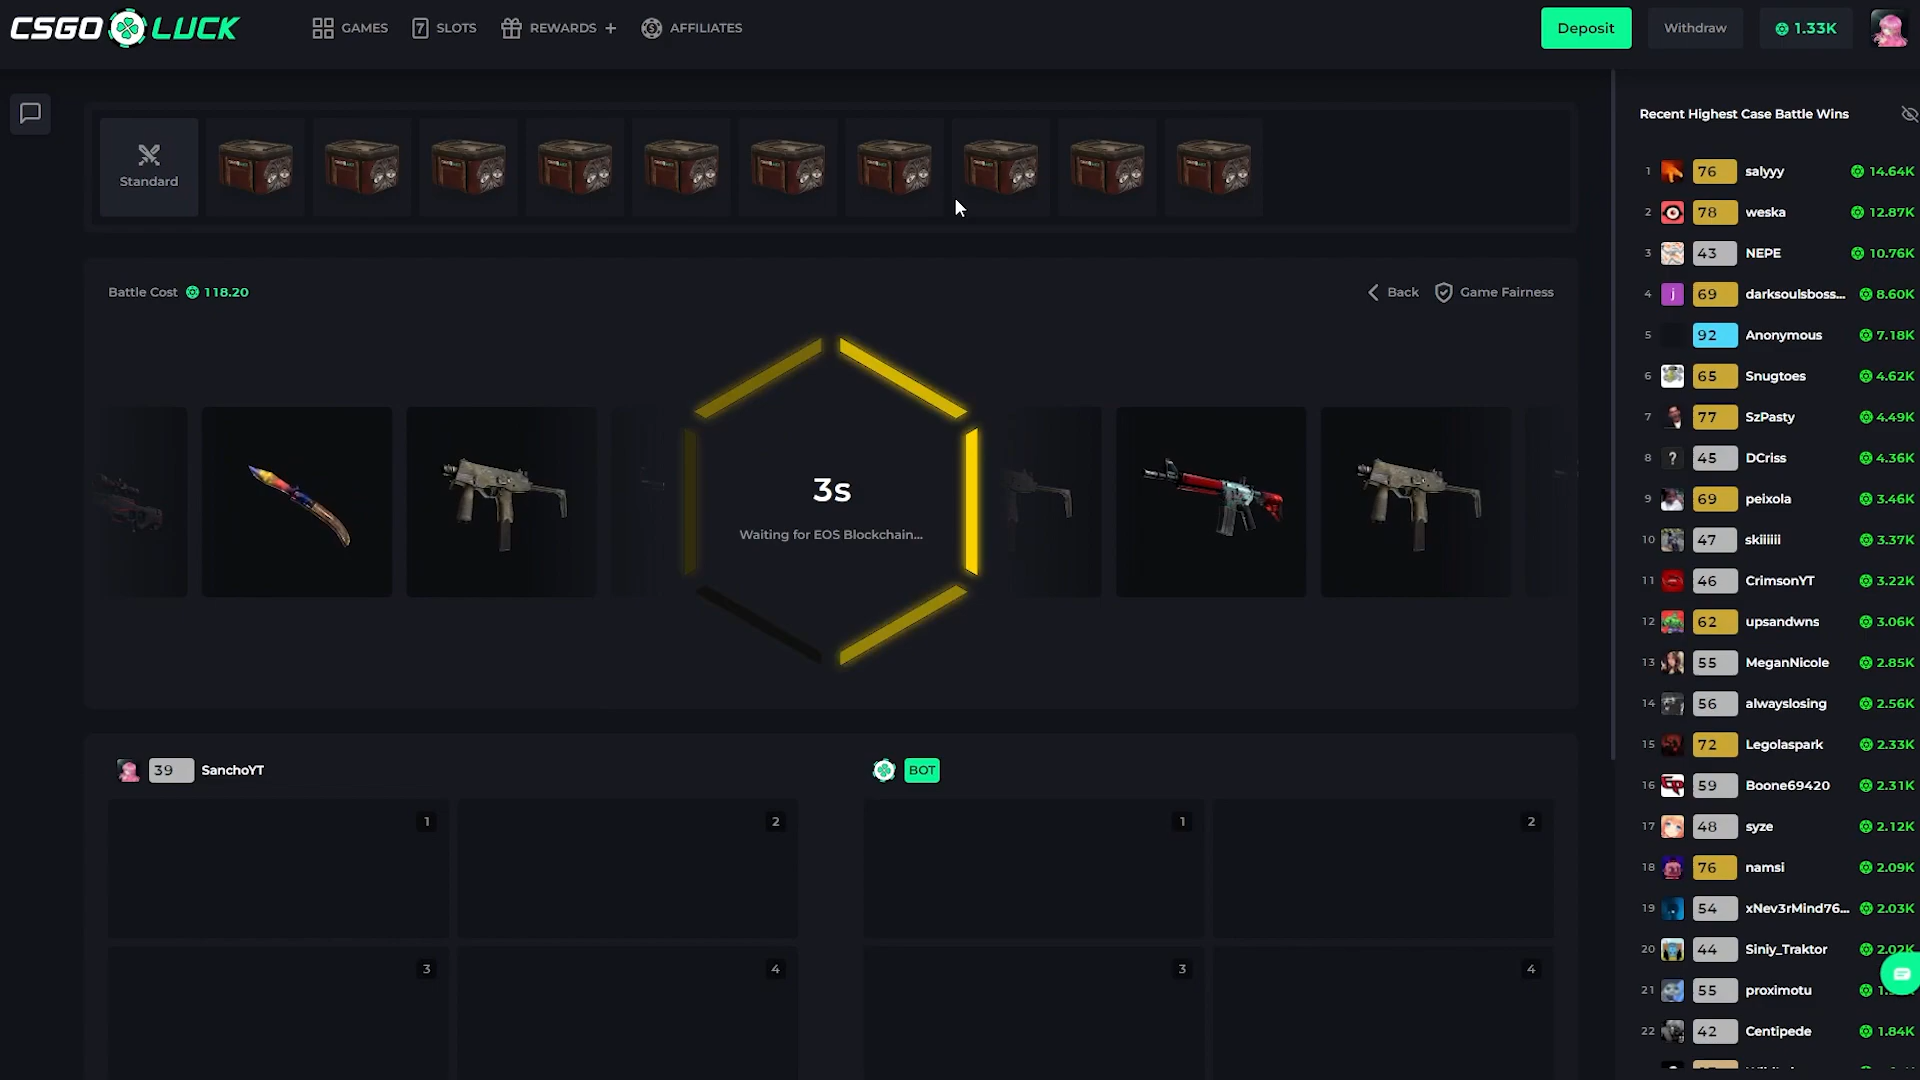 CSGO LUCK
GAMES
7 SLOTS
REWARDS +
AFFILIATES
Deposit
Withdraw
1.33K
Standard
Battle Cost 118.20
Back
Game Fairness
3s
Waiting for EOS Blockchain...
39 SanchoYT
BOT
1
2
1
2
3
4
3
4
Recent Highest Case Battle Wins
1 76 salyyy 14.64K
2 78 weska 12.87K
3 43 NEPE 10.76K
4 j 69 darksoulsboss... 8.60K
5 92 Anonymous 7.18K
6 65 Snugtoes 4.62K
7 77 SzPasty 4.49K
8 ? 45 DCriss 4.36K
9 69 peixola 3.46K
10 47 skiiiiii 3.37K
11 46 CrimsonYT 3.22K
12 62 upsandwns 3.06K
13 55 MeganNicole 2.85K
14 56 alwayslosing 2.56K
15 72 Legolaspark 2.33K
16 59 Boone69420 2.31K
17 48 syze 2.12K
18 76 namsi 2.09K
19 54 xNev3rMind76... 2.03K
20 44 Siniy_Traktor 2.02K
21 55 proximotu
22 42 Centipede 1.84K